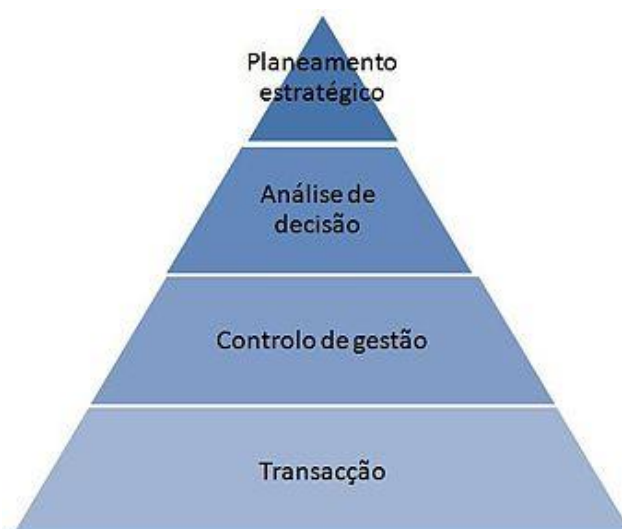 Planeamento
estratégico
Análise de
decisão
Controlo de gestão
Transacção